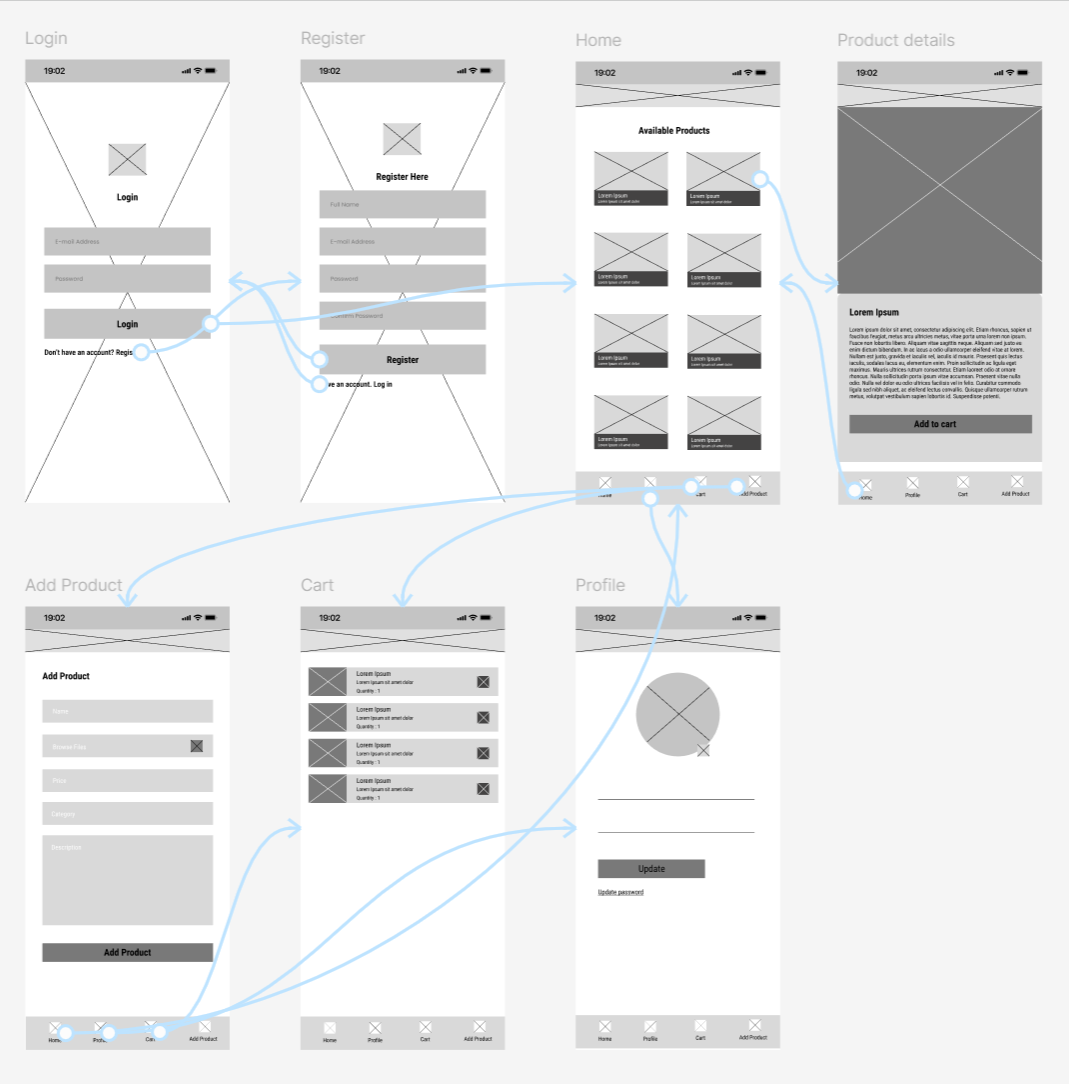 Login
19:02
Login
E-mail Address
Password
Login
Don't have an account? Regis
Register
19:02
Register Here
Full Name
E-mail Address
Password
Password
Register
ve an account. Log in
Home
19:02
Available Products
Lorem Ipsum
Lorem Ipsum sit amet dolor
Lorem Ipsum
Lorem Ipsum sit amet dolor
Lorem Ipsum
Lorem Ipsum sit amet dolor
Lorem Ipsum
Lorem Ipsum sit amet dolor
Lorem Ipsum
Lorem Ipsum sit amet dolor
Lorem Ipsum
Lorem Ipsum sit amet dolor
Lorem Ipsum
Lorem Ipsum sit amet dolor
Lorem Ipsum
Lorem Ipsum sit amet dolor
Home
Cart
Add Product
Product details
19:02
Lorem Ipsum
Lorem ipsum dolor sit amet, consectetur adipiscing elit. Etiam rhoncus, sapien ut
faucibus feugiat, metus arcu ultricies metus, vitae porta urna lorem non ipsum.
Fusce non lobortis libero. Aliquam vitae sagittis neque. Aliquam sed justo eu
enim dictum bibendum. In ac lacus a odio ullamcorper eleifend vitae at lorem.
Nullam est justo, gravida et iaculis vel, iaculis id mauris. Praesent quis lectus
iaculis, sodales lacus eu, elementum enim. Proin sollicitudin ac ligula eget
maximus. Mauris ultrices rutrum consectetur. Etiam laoreet odio at ornare
rhoncus. Nulla sollicitudin porta ipsum vitae accumsan. Praesent vitae nulla
odio. Nulla vel dolor eu odio ultrices facilisis vel in felis. Curabitur commodo
ligula sed nibh aliquet, ac eleifend lectus convallis. Quisque ullamcorper rutrum
metus, volutpat vestibulum sapien lobortis id. Suspendisse potenti.
Add to cart
Home
Profile
Cart
Add Product
Add Product
19:02
Add Product
Name
Browse Files
Price
Category
Description
Add Product
Home
Profile
Cart
Add Product
Cart
19:02
Lorem Ipsum
Lorem Ipsum sit amet dolor
Quantity : 1
Lorem Ipsum
Lorem Ipsum sit amet dolor
Quantity : 1
Lorem Ipsum
Lorem Ipsum sit amet dolor
Quantity : 1
Lorem Ipsum
Lorem Ipsum sit amet dolor
Quantity : 1
Home
Profile
Cart
Add Product
Profile
19:02
Update
Update password
Home
Profile
Cart
Add Product